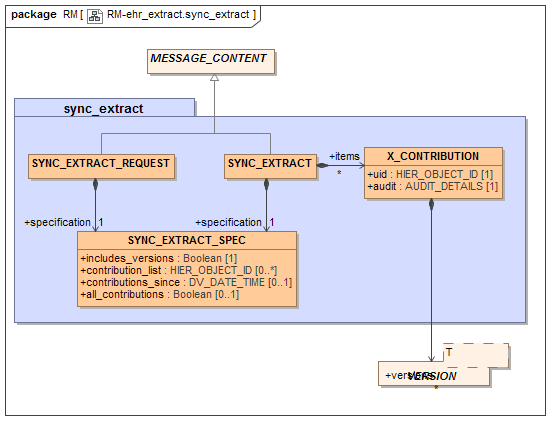 package RM [ RM-ehr_extract.sync_extract ]
MESSAGE_CONTENT
sync_extract
SYNC_EXTRACT_REQUEST
SYNC_EXTRACT
+items
*
X_CONTRIBUTION
+uid : HIER_OBJECT_ID [1]
+audit : AUDIT_DETAILS [1]
+specification 1
+specification 1
SYNC_EXTRACT_SPEC
+includes_versions : Boolean [1]
+contribution_list : HIER_OBJECT_ID [0..*]
+contributions_since : DV_DATE_TIME [0..1]
+all_contributions : Boolean [0..1]
T
+versions
VERSION
*